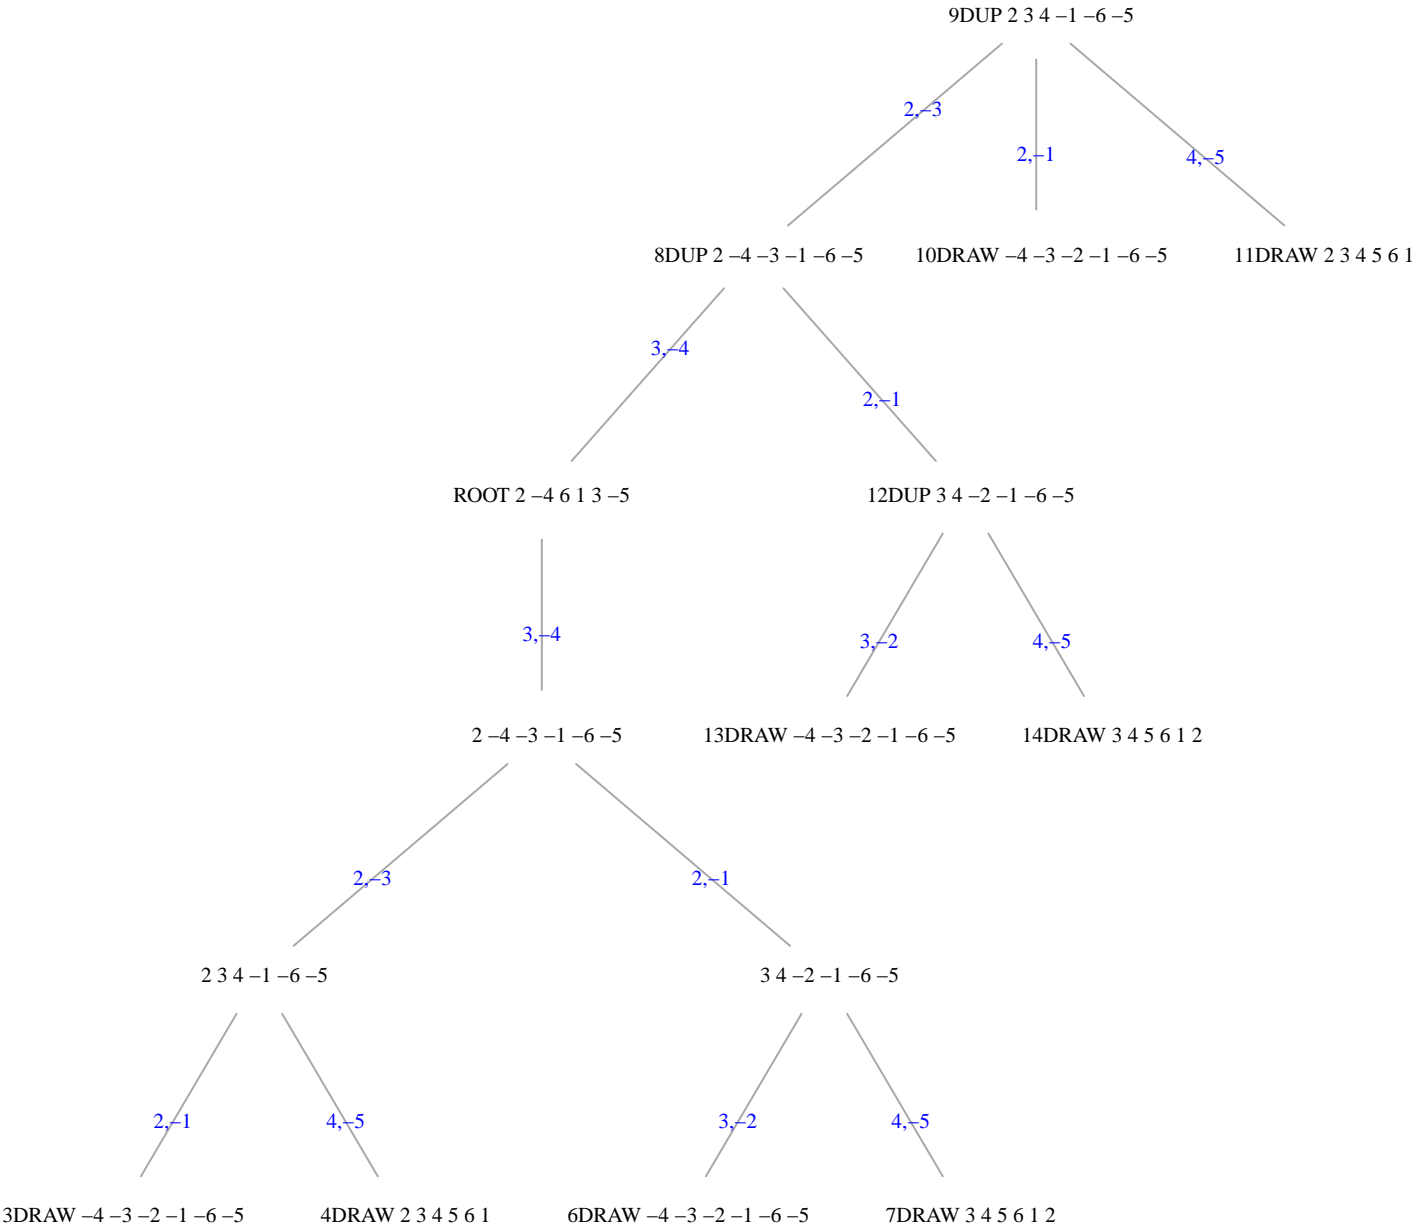 9DUP 2 3 4 –1 –6 –5
2,–3
2,–1
4,–5
8DUP 2 –4 –3 –1 –6 –5
10DRAW –4 –3 –2 –1 –6 –5
11DRAW 2 3 4 5 6 1
3,–4
2,–1
ROOT 2 –4 6 1 3 –5
12DUP 3 4 –2 –1 –6 –5
3,–4
3,–2
4,–5
2 –4 –3 –1 –6 –5
13DRAW –4 –3 –2 –1 –6 –5
14DRAW 3 4 5 6 1 2
2,–3
2,–1
2 3 4 –1 –6 –5
3 4 –2 –1 –6 –5
2,–1
4,–5
3,–2
4,–5
3DRAW –4 –3 –2 –1 –6 –5
4DRAW 2 3 4 5 6 1
6DRAW –4 –3 –2 –1 –6 –5
7DRAW 3 4 5 6 1 2